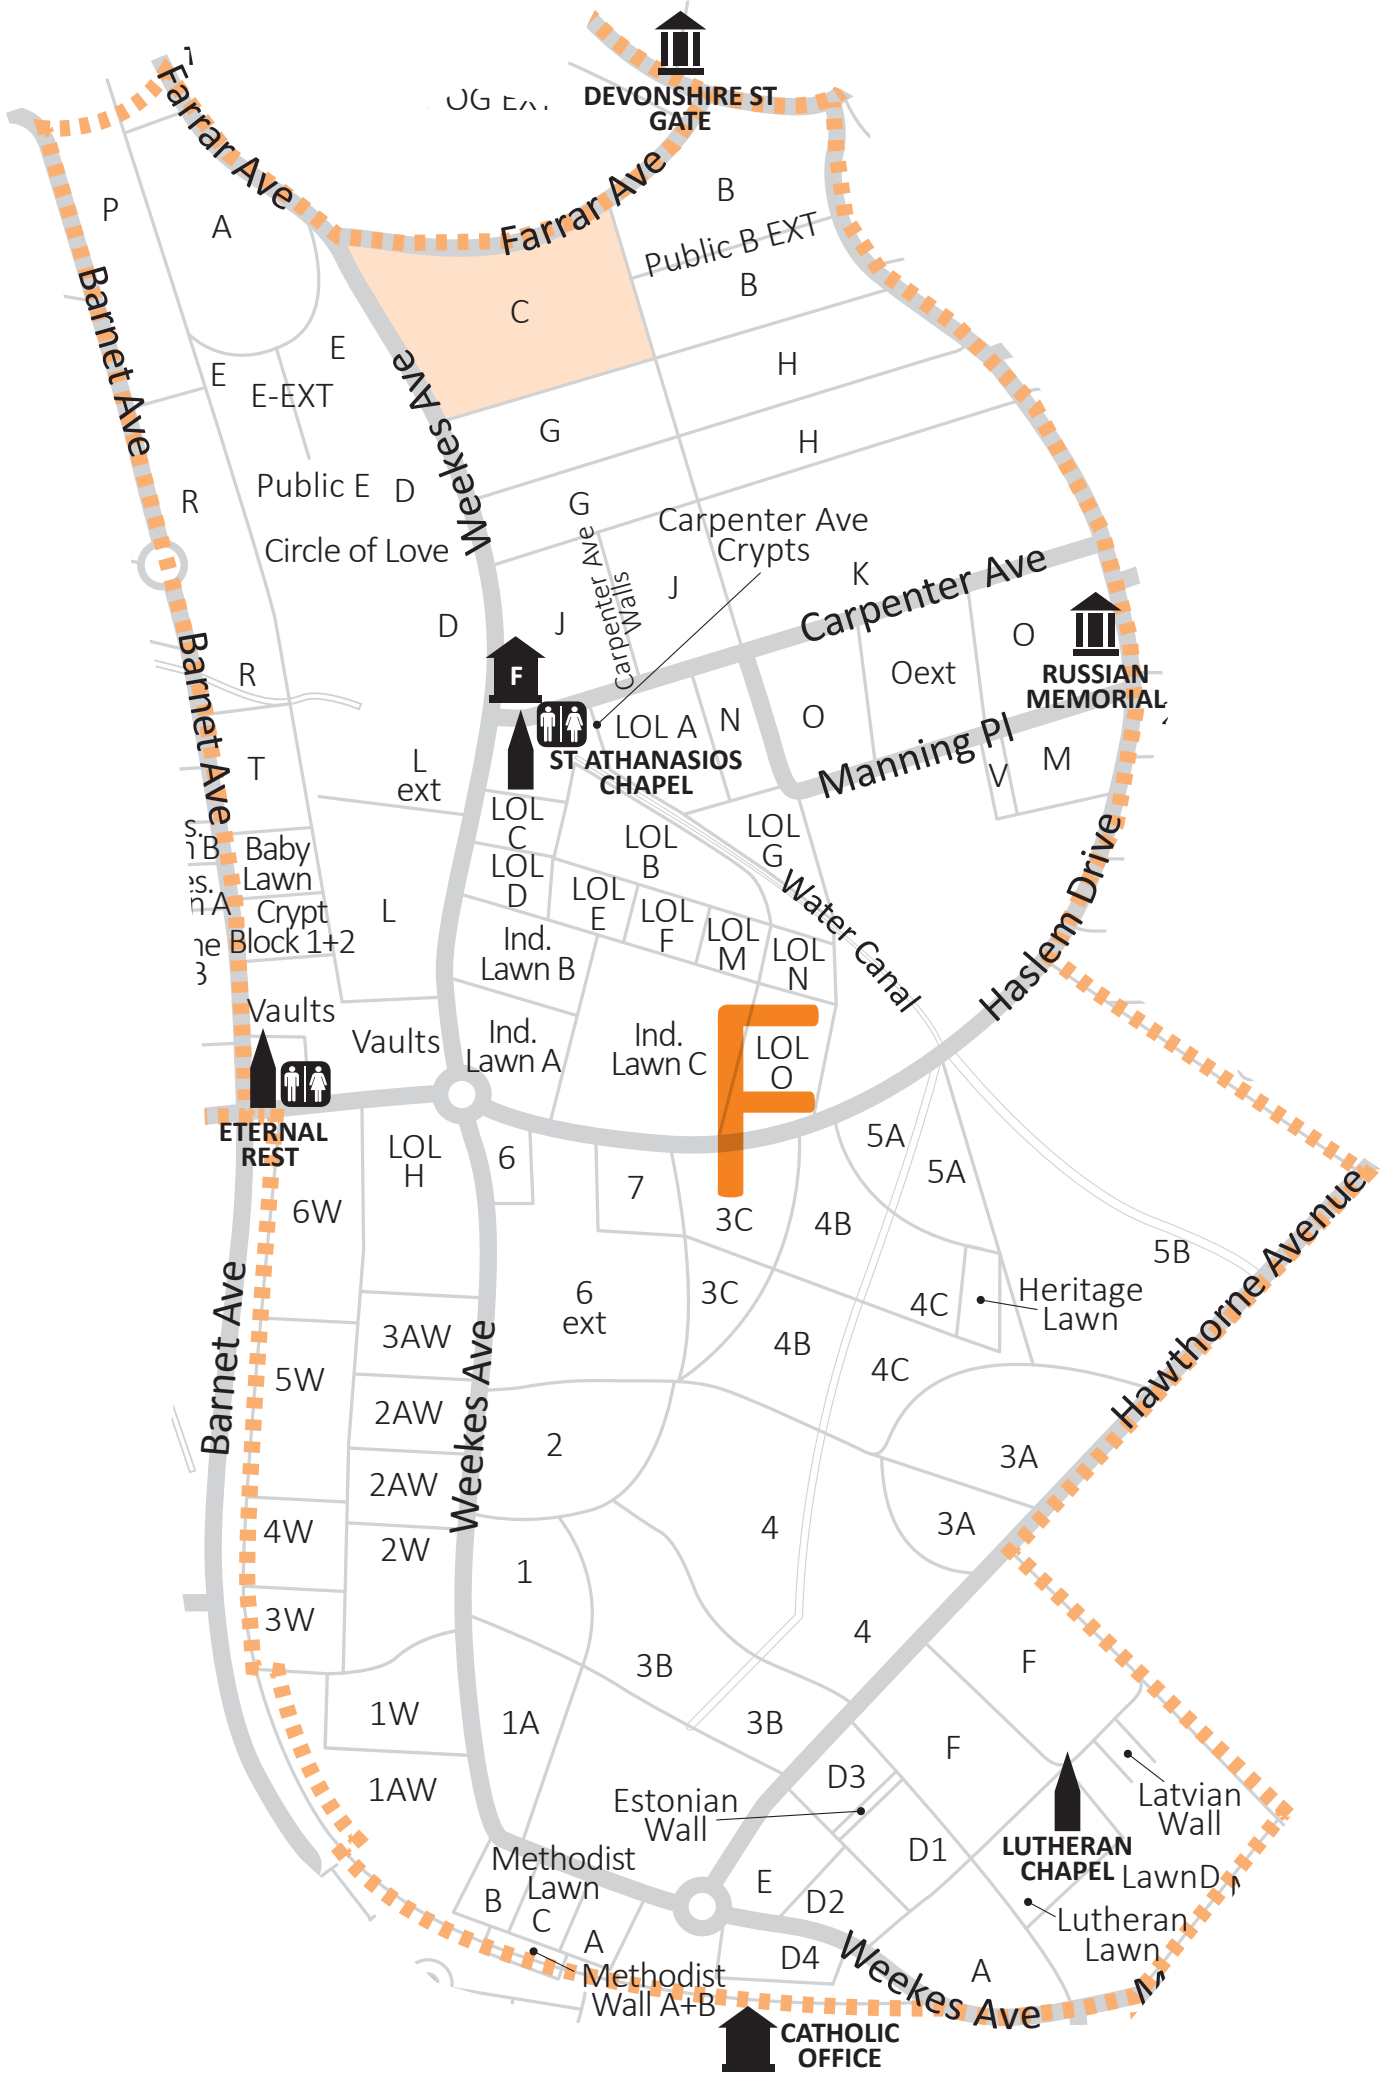 DEVONSHIRE ST
GATE
Farrar Ave
Farrar Ave
P
A
B
Public B EXT
B
C
Barnet Ave
E
E
E-EXT
Weekes Ave
H
G
H
Public E
D
R
G
Circle of Love
Carpenter Ave
Crypts
Carpenter Ave
Walls
J
J
K
Carpenter Ave
D
F
O
Oext
RUSSIAN
MEMORIAL
Barnet Ave
R
LOL A
N
O
ST ATHANASIOS
CHAPEL
Manning Pl
V
M
T
L
ext
LOL
C
LOL
B
LOL
G
Baby
Lawn
LOL
D
LOL
E
LOL
F
LOL
M
LOL
N
Water Canal
Haslem Drive
Crypt
Block 1+2
L
Ind.
Lawn B
Vaults
Vaults
Ind.
Lawn A
Ind.
Lawn C
LOL
O
F
ETERNAL
REST
LOL
H
6
7
5A
5A
6W
3C
4B
5B
Hawthorne Avenue
Barnet Ave
6
ext
3C
4C
Heritage
Lawn
3AW
4B
4C
5W
Weekes Ave
2AW
2
3A
2AW
4
3A
4W
2W
1
3W
4
3B
F
1W
1A
3B
F
1AW
D3
Estonian
Wall
Latvian
Wall
D1
LUTHERAN
CHAPEL
LawnD
Methodist
Lawn
B
C
A
E
D2
Lutheran
Lawn
D4
Weekes Ave
A
Methodist
Wall A+B
CATHOLIC
OFFICE